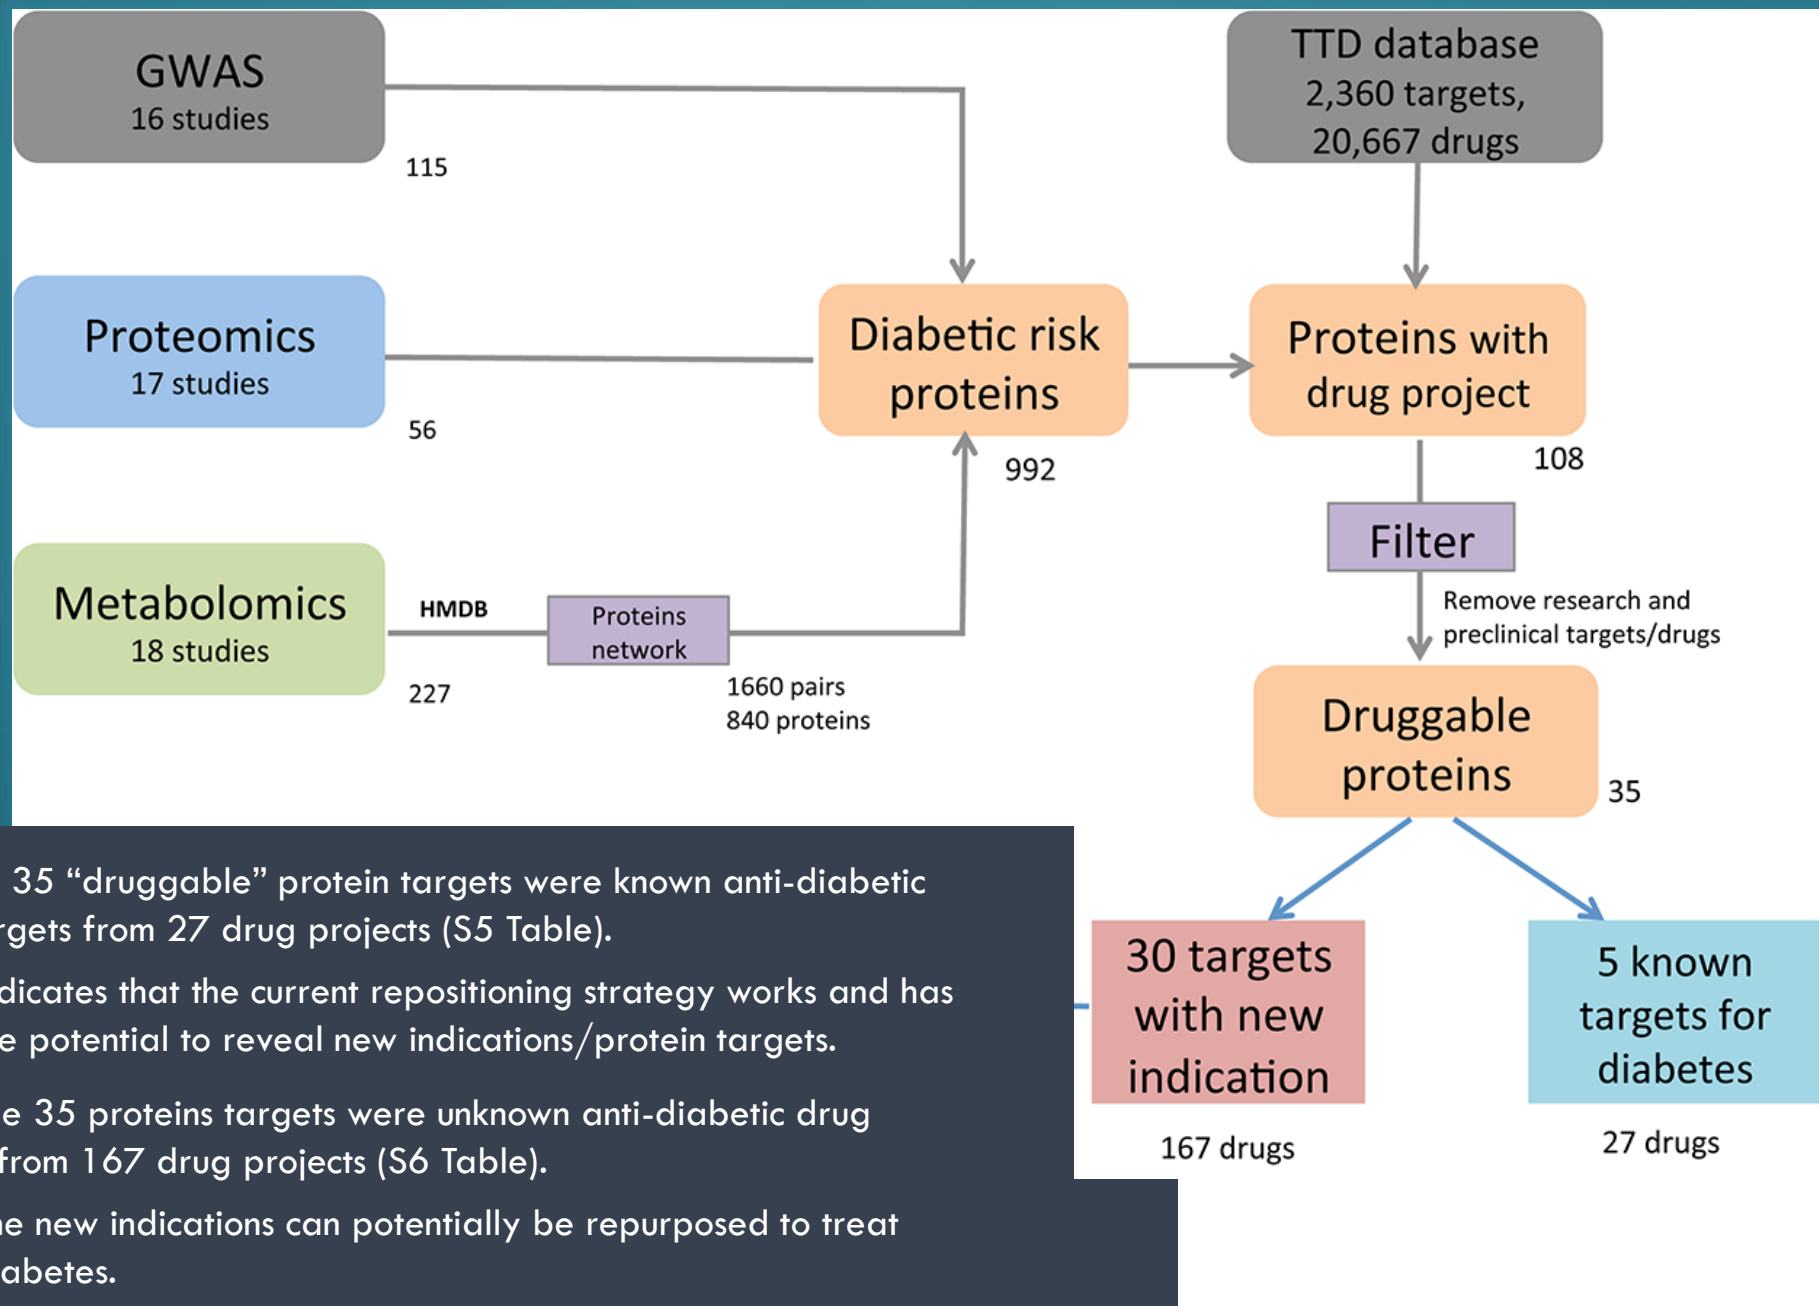 GWAS
16 studies
115
TTD database
2,360 targets,
20,667 drugs
Proteomics
17 studies
56
Diabetic risk
proteins
992
Proteins with
drug project
108
Filter
Remove research and
preclinical targets/drugs
Metabolomics
18 studies
227
HMDB
Proteins
network
1660 pairs
840 proteins
Druggable
proteins
35
30 targets
with new
indication
167 drugs
5 known
targets for
diabetes
27 drugs
35 “druggable” protein targets were known anti-diabetic
from 27 drug projects (S5 Table).
that the current repositioning strategy works and has
potential to reveal new indications/protein targets.
35 proteins targets were unknown anti-diabetic drug
from 167 drug projects (S6 Table).
new indications can potentially be repurposed to treat